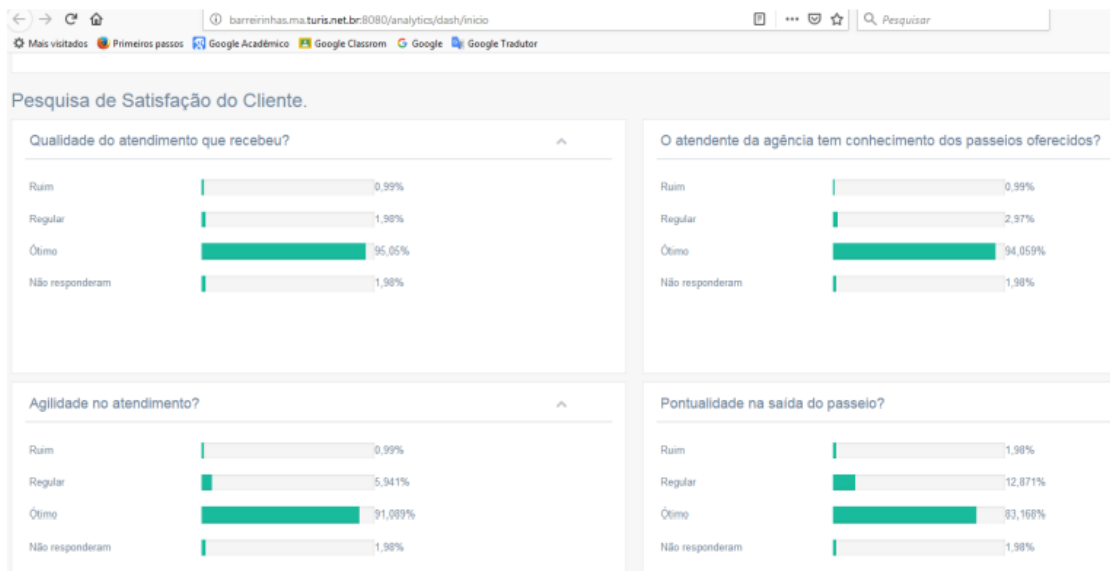 barreirinhas.ma.turis.net.br:8080/analytics/dash/inicio
Pesquisar
Mais visitados Primeiros passos Google Acadêmico Google Classrom Google Google Tradutor
Pesquisa de Satisfação do Cliente.
Qualidade do atendimento que recebeu?
Ruim 0,99%
Regular 1,98%
Ótimo 95,05%
Não responderam 1,98%
O atendente da agência tem conhecimento dos passeios oferecidos?
Ruim 0,99%
Regular 2,97%
Ótimo 94,059%
Não responderam 1,98%
Agilidade no atendimento?
Ruim 0,99%
Regular 5,941%
Ótimo 91,089%
Não responderam 1,98%
Pontualidade na saída do passeio?
Ruim 1,98%
Regular 12,871%
Ótimo 83,168%
Não responderam 1,98%